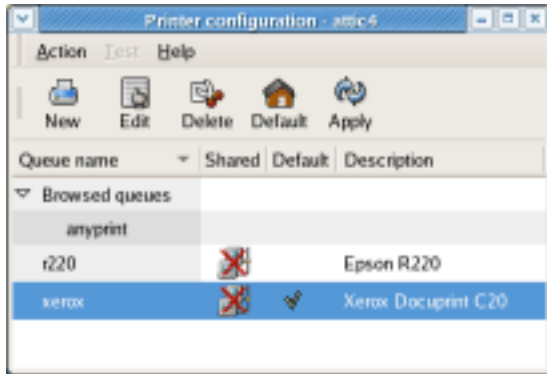 Printer configuration - attic4
Action Test Help
New Edit Delete Default Apply
Queue name Shared Default Description
Browsed queues
anyprint
r220 Epson R220
xerox Xerox Docuprint C20